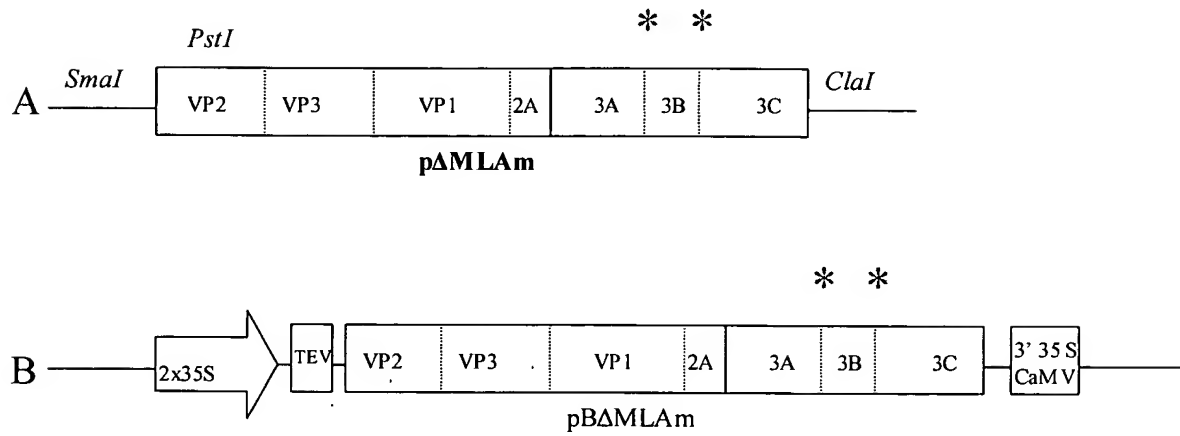 * *
PstI
SmaI
ClaI
A
VP2 VP3 VP1 2A 3A 3B 3C
pΔMLAm
* *
B
2x35S
TEV
VP2 VP3 VP1 2A 3A 3B 3C
3' 35 S
CaMV
pBΔMLAm